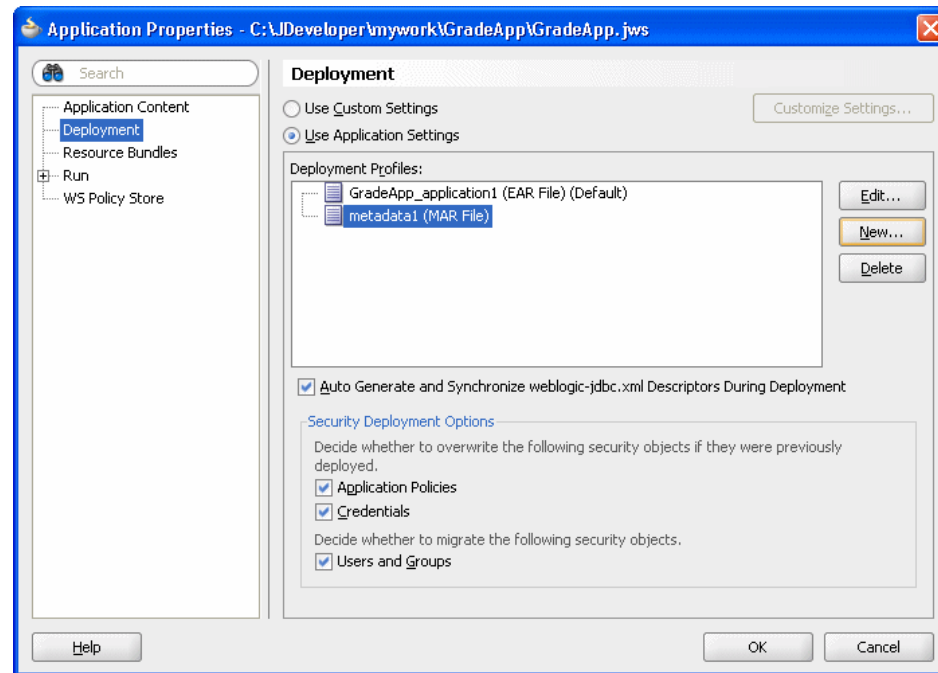 Application Properties - C:\JDeveloper\mywork\GradeApp\GradeApp.jws
Search
Application Content
Deployment
Resource Bundles
Run
WS Policy Store
Deployment
Use Custom Settings
Customize Settings...
Use Application Settings
Deployment Profiles:
GradeApp_application1 (EAR File) (Default)
metadata1 (MAR File)
Edit...
New...
Delete
Auto Generate and Synchronize weblogic-jdbc.xml Descriptors During Deployment
Security Deployment Options
Decide whether to overwrite the following security objects if they were previously
deployed.
Application Policies
Credentials
Decide whether to migrate the following security objects.
Users and Groups
Help
OK
Cancel